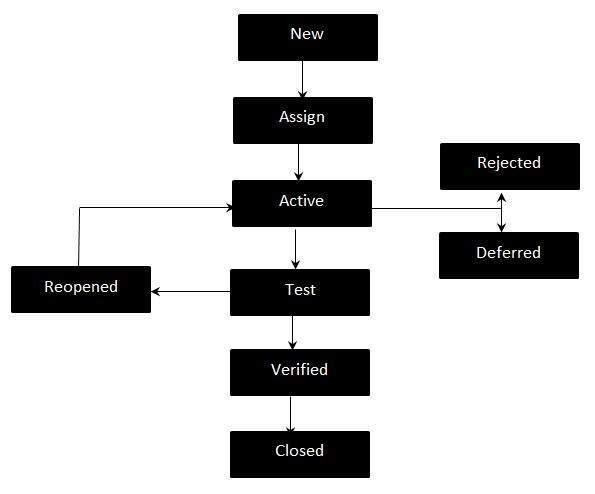 New
Assign
Rejected
Active
Deferred
Reopened
Test
Verified
Closed